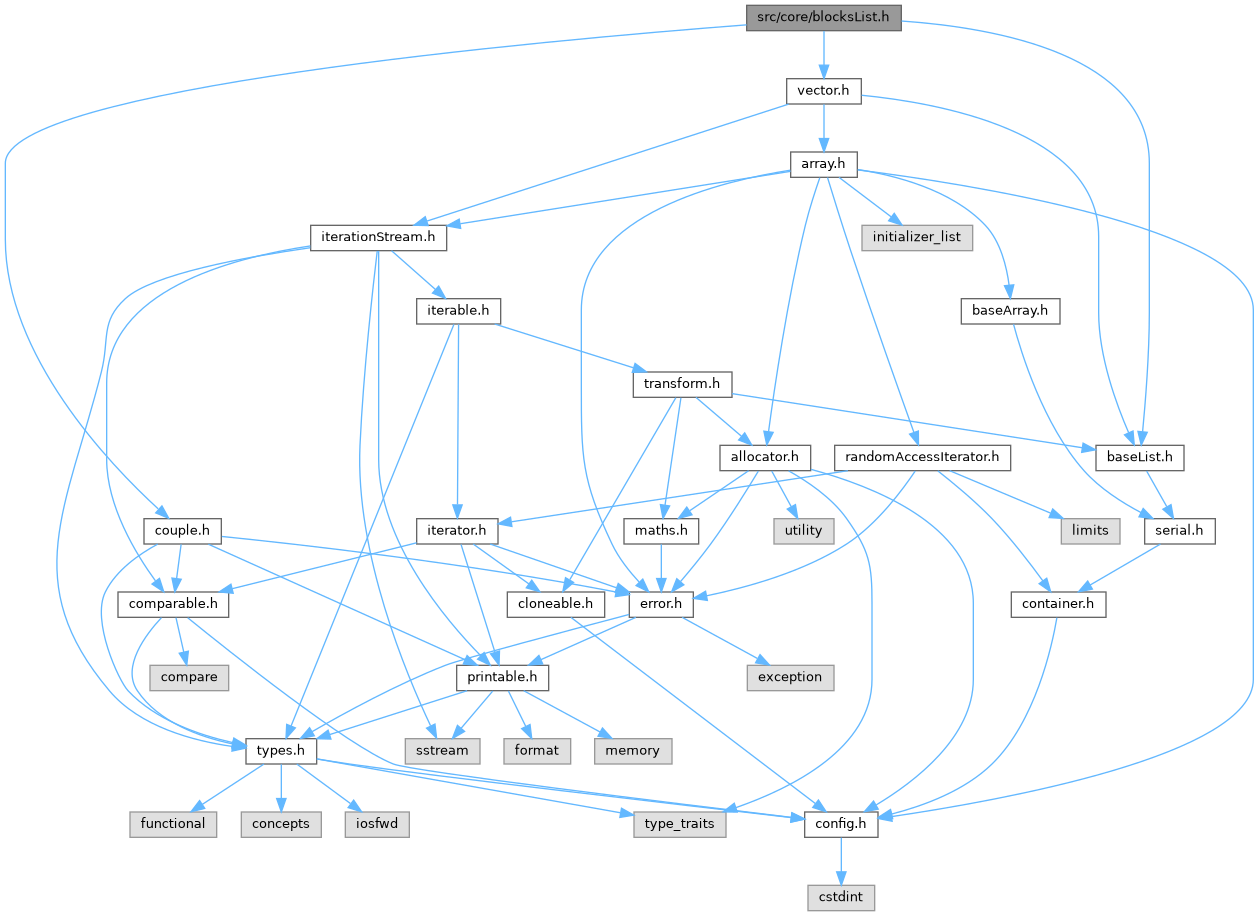 src/core/blocksList.h
vector.h
array.h
iterationStream.h
initializer_list
iterable.h
baseArray.h
transform.h
allocator.h
randomAccessIterator.h
baseList.h
couple.h
iterator.h
maths.h
utility
limits
serial.h
comparable.h
cloneable.h
error.h
container.h
compare
printable.h
exception
types.h
sstream
format
memory
functional
concepts
iosfwd
type_traits
config.h
cstdint